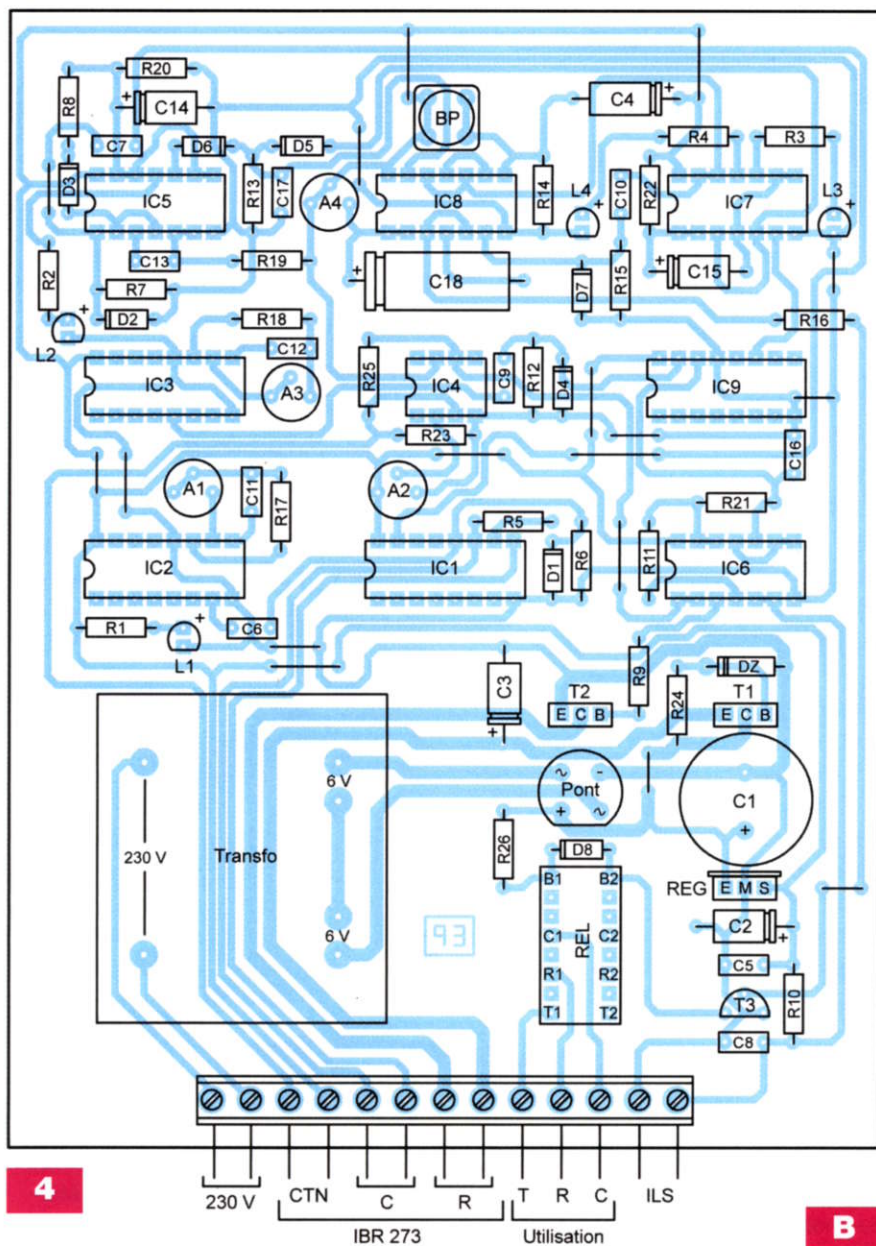 R20
R8
C14
BP
C4
C7
D6
D5
R4
R3
D3
IC5
R13
C17
A4
IC8
R14
L4
C10
R22
IC7
L3
R2
C13
R19
R7
C18
D7
R15
C15
D2
R18
R16
L2
C12
IC3
A3
R25
IC4
C9
R12
D4
IC9
R23
C16
A1
C11
R17
A2
R5
R21
IC2
IC1
D1
R6
R11
IC6
R1
L1
C6
C3
T2
E C B
R9
R24
DZ
T1
E C B
6 V
Pont
~ -
+ ~
C1
+
230 V
Transfo
R26
D8
B1 B2
REG E M S
C1 C2
REL
C2
6 V
93
C5
R1 R2
T3
R10
T1 T2
C8
230 V CTN C R T R C ILS
IBR 273 Utilisation
4
B